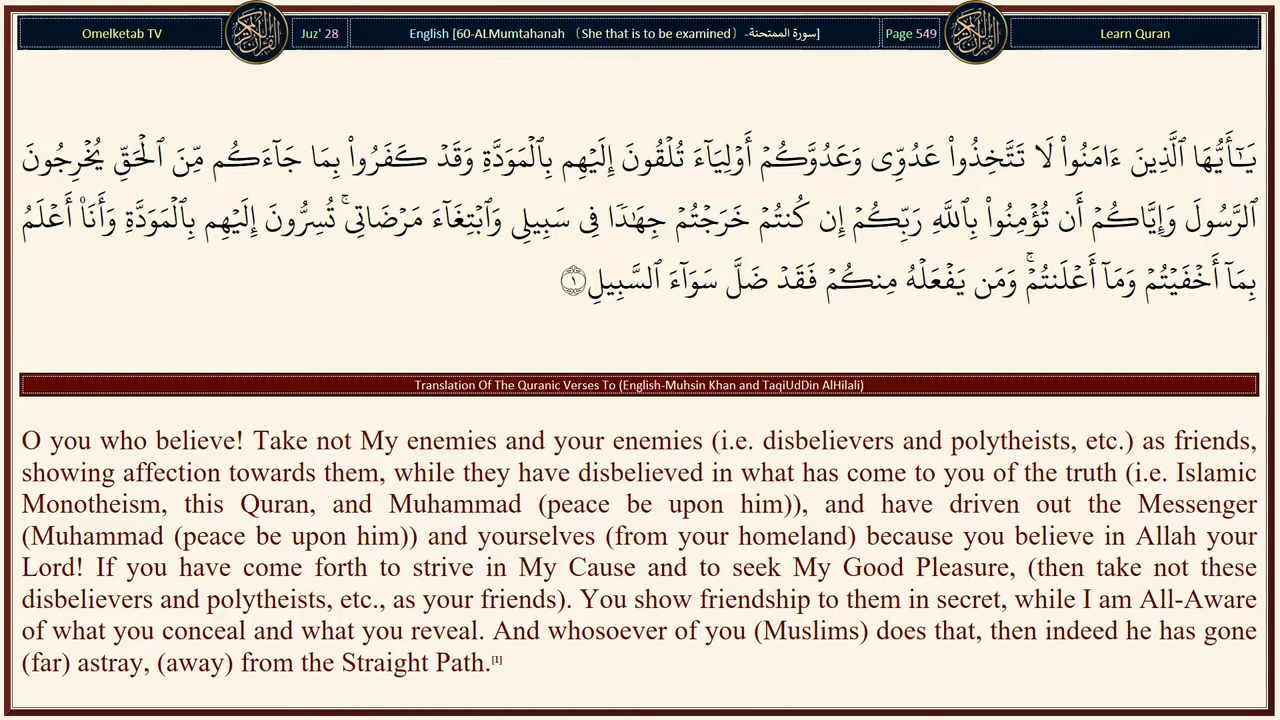 Omelketab TV
Juz' 28
English [60-ALMumtahanah (She that is to be examined) -سورة الممتحنة]
Page 549
Learn Quran
يَـٰٓأَيُّهَا ٱلَّذِينَ ءَامَنُوا۟ لَا تَتَّخِذُوا۟ عَدُوِّى وَعَدُوَّكُمْ أَوْلِيَآءَ تُلْقُونَ إِلَيْهِم بِٱلْمَوَدَّةِ وَقَدْ كَفَرُوا۟ بِمَا جَآءَكُم مِّنَ ٱلْحَقِّ يُخْرِجُونَ
ٱلرَّسُولَ وَإِيَّاكُمْ أَن تُؤْمِنُوا۟ بِٱللَّهِ رَبِّكُمْ إِن كُنتُمْ خَرَجْتُمْ جِهَـٰدًا فِى سَبِيلِى وَٱبْتِغَآءَ مَرْضَاتِى ۚ تُسِرُّونَ إِلَيْهِم بِٱلْمَوَدَّةِ وَأَنَا۠ أَعْلَمُ
بِمَآ أَخْفَيْتُمْ وَمَآ أَعْلَنتُمْ ۚ وَمَن يَفْعَلْهُ مِنكُمْ فَقَدْ ضَلَّ سَوَآءَ ٱلسَّبِيلِ ١
Translation Of The Quranic Verses To (English-Muhsin Khan and TaqiUdDin AlHilali)
O you who believe! Take not My enemies and your enemies (i.e. disbelievers and polytheists, etc.) as friends,
showing affection towards them, while they have disbelieved in what has come to you of the truth (i.e. Islamic
Monotheism, this Quran, and Muhammad (peace be upon him)), and have driven out the Messenger
(Muhammad (peace be upon him)) and yourselves (from your homeland) because you believe in Allah your
Lord! If you have come forth to strive in My Cause and to seek My Good Pleasure, (then take not these
disbelievers and polytheists, etc., as your friends). You show friendship to them in secret, while I am All-Aware
of what you conceal and what you reveal. And whosoever of you (Muslims) does that, then indeed he has gone
(far) astray, (away) from the Straight Path.[1]